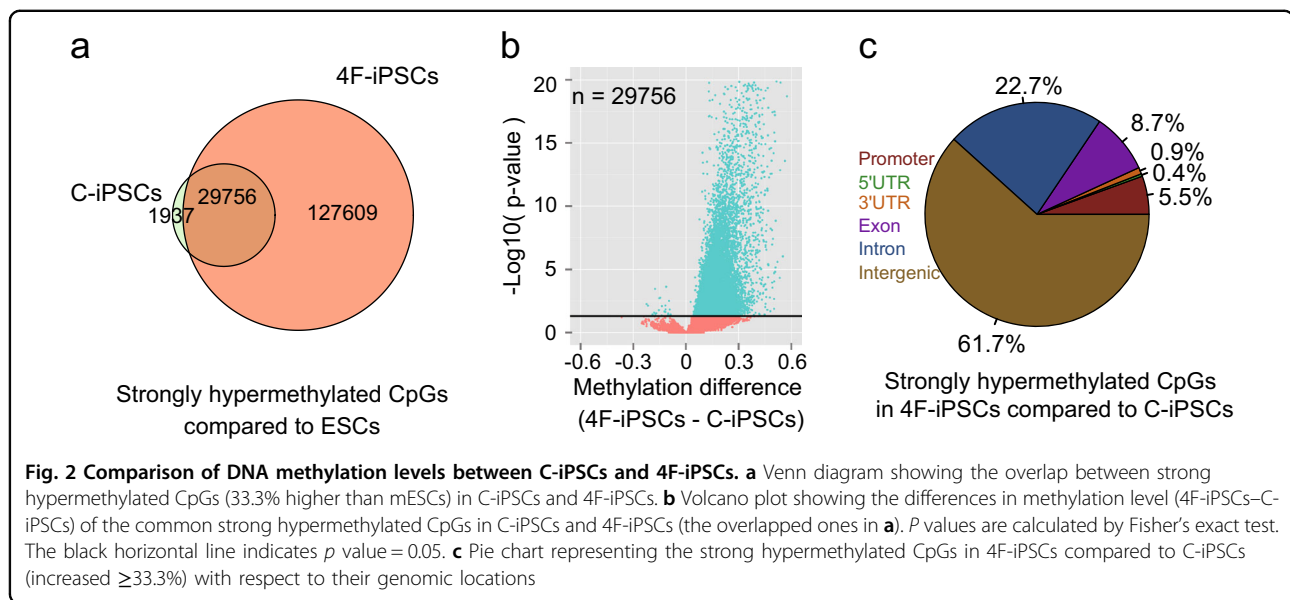 a
4F-iPSCs
C-iPSCs
1937
29756
127609
Strongly hypermethylated CpGs
compared to ESCs
b
n = 29756
-Log10( p-value )
20
15
10
5
0
-0.6 -0.3 0 0.3 0.6
Methylation difference
(4F-iPSCs - C-iPSCs)
c
22.7%
8.7%
0.9%
0.4%
5.5%
61.7%
Promoter
5'UTR
3'UTR
Exon
Intron
Intergenic
Strongly hypermethylated CpGs
in 4F-iPSCs compared to C-iPSCs
Fig. 2 Comparison of DNA methylation levels between C-iPSCs and 4F-iPSCs. a Venn diagram showing the overlap between strong
hypermethylated CpGs (33.3% higher than mESCs) in C-iPSCs and 4F-iPSCs. b Volcano plot showing the differences in methylation level (4F-iPSCs–C-
iPSCs) of the common strong hypermethylated CpGs in C-iPSCs and 4F-iPSCs (the overlapped ones in a). P values are calculated by Fisher's exact test.
The black horizontal line indicates p value = 0.05. c Pie chart representing the strong hypermethylated CpGs in 4F-iPSCs compared to C-iPSCs
(increased ≥33.3%) with respect to their genomic locations